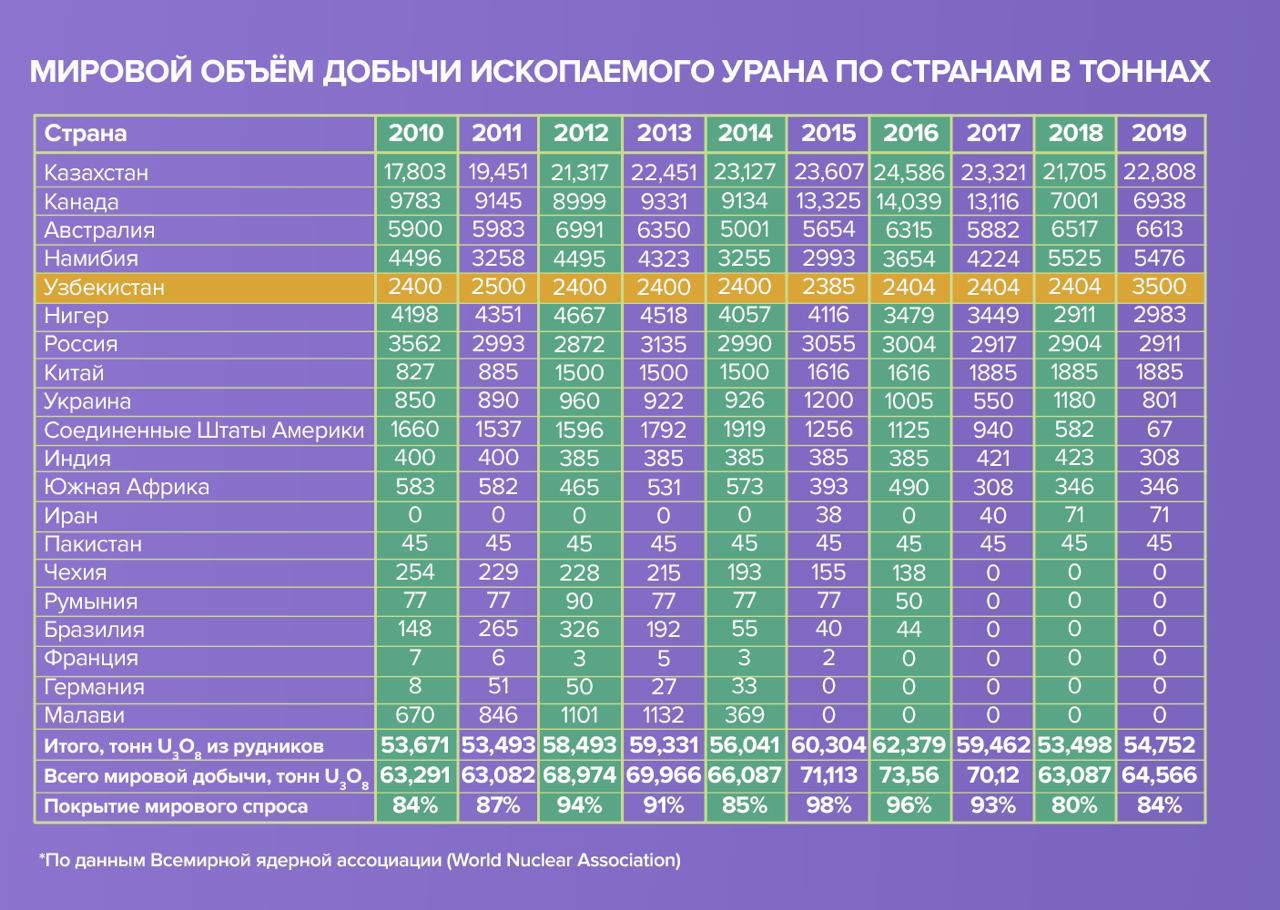 МИРОВОЙ ОБЪЁМ ДОБЫЧИ ИСКОПАЕМОГО УРАНА ПО СТРАНАМ В ТОННАХ
Страна 2010 2011 2012 2013 2014 2015 2016 2017 2018 2019
Казахстан 17,803 19,451 21,317 22,451 23,127 23,607 24,586 23,321 21,705 22,808
Канада 9783 9145 8999 9331 9134 13,325 14,039 13,116 7001 6938
Австралия 5900 5983 6991 6350 5001 5654 6315 5882 6517 6613
Намибия 4496 3258 4495 4323 3255 2993 3654 4224 5525 5476
Узбекистан 2400 2500 2400 2400 2400 2385 2404 2404 2404 3500
Нигер 4198 4351 4667 4518 4057 4116 3479 3449 2911 2983
Россия 3562 2993 2872 3135 2990 3055 3004 2917 2904 2911
Китай 827 885 1500 1500 1500 1616 1616 1885 1885 1885
Украина 850 890 960 922 926 1200 1005 550 1180 801
Соединенные Штаты Америки 1660 1537 1596 1792 1919 1256 1125 940 582 67
Индия 400 400 385 385 385 385 385 421 423 308
Южная Африка 583 582 465 531 573 393 490 308 346 346
Иран 0 0 0 0 0 38 0 40 71 71
Пакистан 45 45 45 45 45 45 45 45 45 45
Чехия 254 229 228 215 193 155 138 0 0 0
Румыния 77 77 90 77 77 77 50 0 0 0
Бразилия 148 265 326 192 55 40 44 0 0 0
Франция 7 6 3 5 3 2 0 0 0 0
Германия 8 51 50 27 33 0 0 0 0 0
Малави 670 846 1101 1132 369 0 0 0 0 0
Итого, тонн U₃O₈ из рудников 53,671 53,493 58,493 59,331 56,041 60,304 62,379 59,462 53,498 54,752
Всего мировой добычи, тонн U₃O₈ 63,291 63,082 68,974 69,966 66,087 71,113 73,56 70,12 63,087 64,566
Покрытие мирового спроса 84% 87% 94% 91% 85% 98% 96% 93% 80% 84%
*По данным Всемирной ядерной ассоциации (World Nuclear Association)